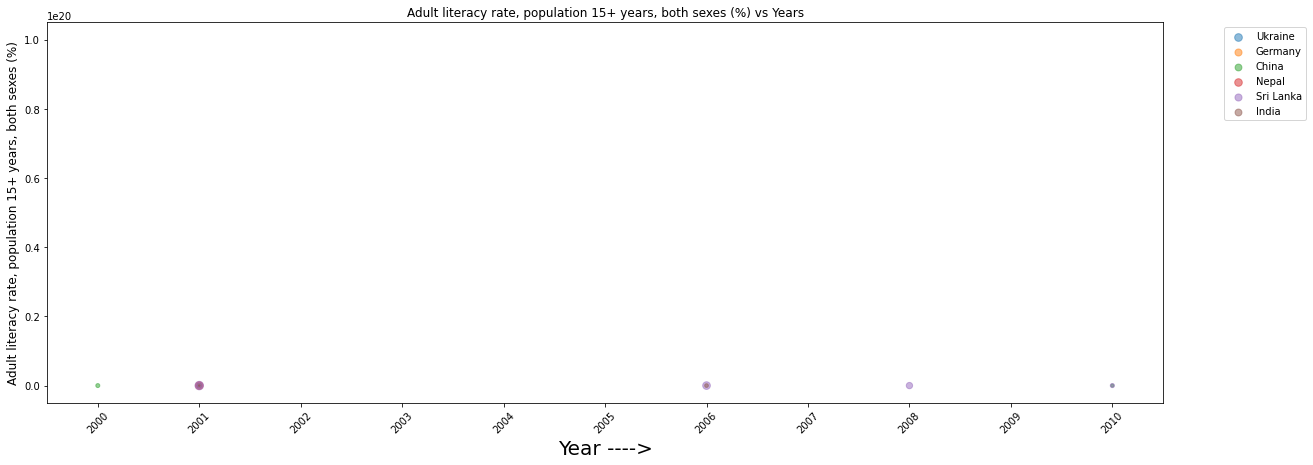 Adult literacy rate, population 15+ years, both sexes (%) vs Years
1e20
1.0
0.8
0.6
0.4
0.2
0.0
Adult literacy rate, population 15+ years, both sexes (%)
2000
2001
2002
2003
2004
2005
2006
2007
2008
2009
2010
Year ---->
Ukraine
Germany
China
Nepal
Sri Lanka
India